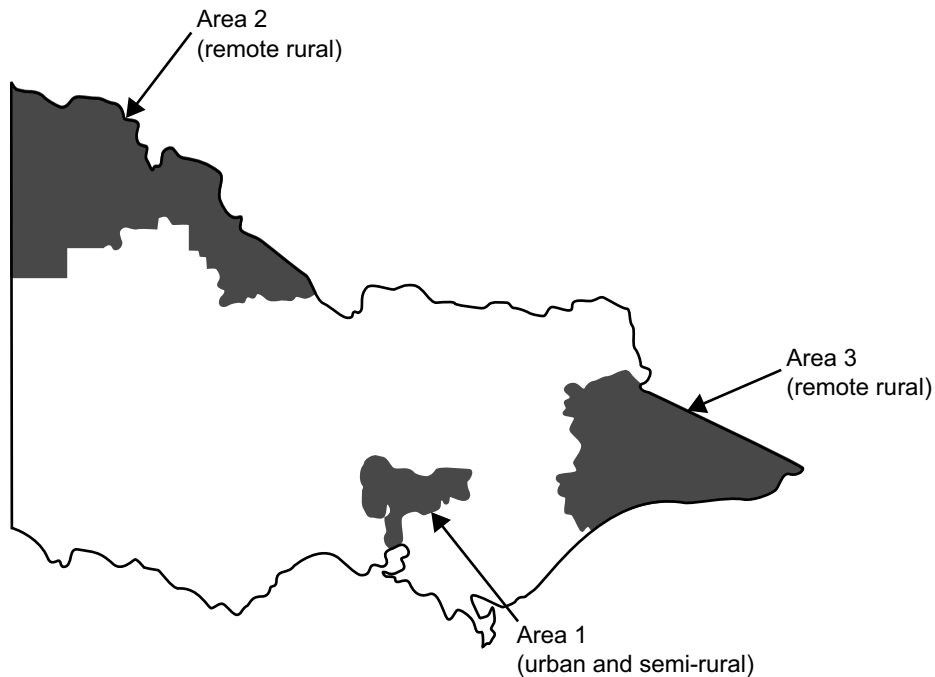 Area 2
(remote rural)
Area 3
(remote rural)
Area 1
(urban and semi-rural)